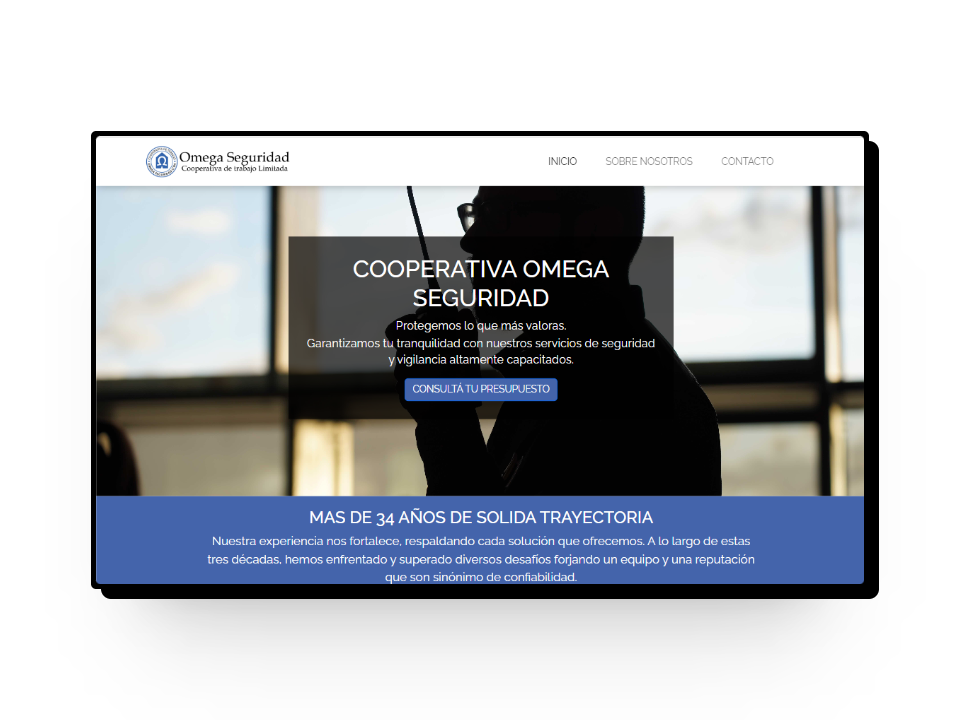 Omega Seguridad
Cooperativa de trabajo Limitada
INICIO
SOBRE NOSOTROS
CONTACTO
COOPERATIVA OMEGA
SEGURIDAD
Protegemos lo que más valoras.
Garantizamos tu tranquilidad con nuestros servicios de seguridad
y vigilancia altamente capacitados.
CONSULTÁ TU PRESUPUESTO
MAS DE 34 AÑOS DE SOLIDA TRAYECTORIA
Nuestra experiencia nos fortalece, respaldando cada solución que ofrecemos. A lo largo de estas
tres décadas, hemos enfrentado y superado diversos desafíos forjando un equipo y una reputación
que son sinónimo de confiabilidad.